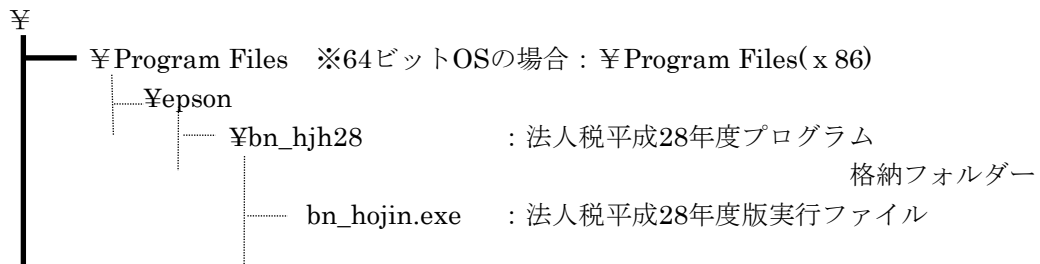 ¥
¥Program Files ※64ビットOSの場合：¥Program Files( x 86)
¥epson
¥bn_hjh28 ：法人税平成28年度プログラム
格納フォルダー
bn_hojin.exe ：法人税平成28年度版実行ファイル